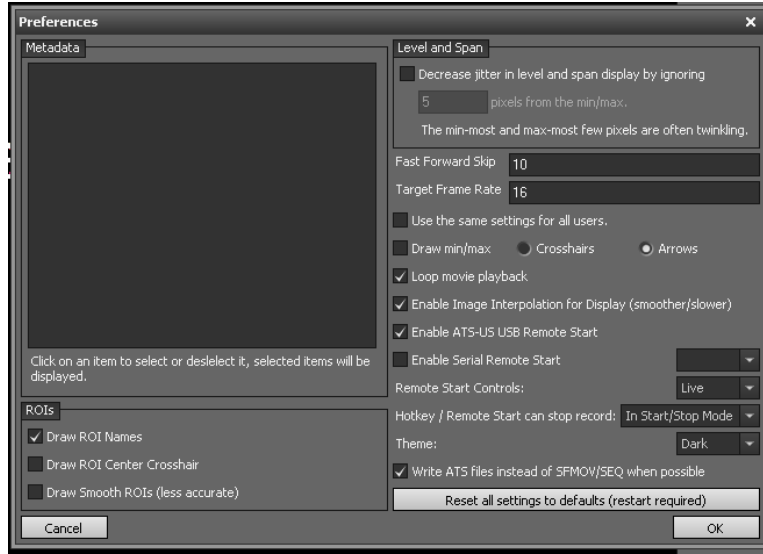 Preferences
Metadata
Click on an item to select or deslelect it, selected items will be
displayed.
ROIs
Draw ROI Names
Draw ROI Center Crosshair
Draw Smooth ROIs (less accurate)
Cancel
Level and Span
Decrease jitter in level and span display by ignoring
5 pixels from the min/max.
The min-most and max-most few pixels are often twinkling.
Fast Forward Skip 10
Target Frame Rate 16
Use the same settings for all users.
Draw min/max Crosshairs Arrows
Loop movie playback
Enable Image Interpolation for Display (smoother/slower)
Enable ATS-US USB Remote Start
Enable Serial Remote Start
Remote Start Controls: Live
Hotkey / Remote Start can stop record: In Start/Stop Mode
Theme: Dark
Write ATS files instead of SFMOV/SEQ when possible
Reset all settings to defaults (restart required)
OK